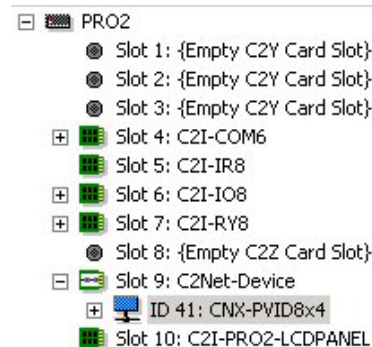 PRO2
Slot 1: {Empty C2Y Card Slot}
Slot 2: {Empty C2Y Card Slot}
Slot 3: {Empty C2Y Card Slot}
Slot 4: C2I-COM6
Slot 5: C2I-IR8
Slot 6: C2I-IO8
Slot 7: C2I-RY8
Slot 8: {Empty C2Z Card Slot}
Slot 9: C2Net-Device
ID 41: CNX-PVID8x4
Slot 10: C2I-PRO2-LCDPANEL